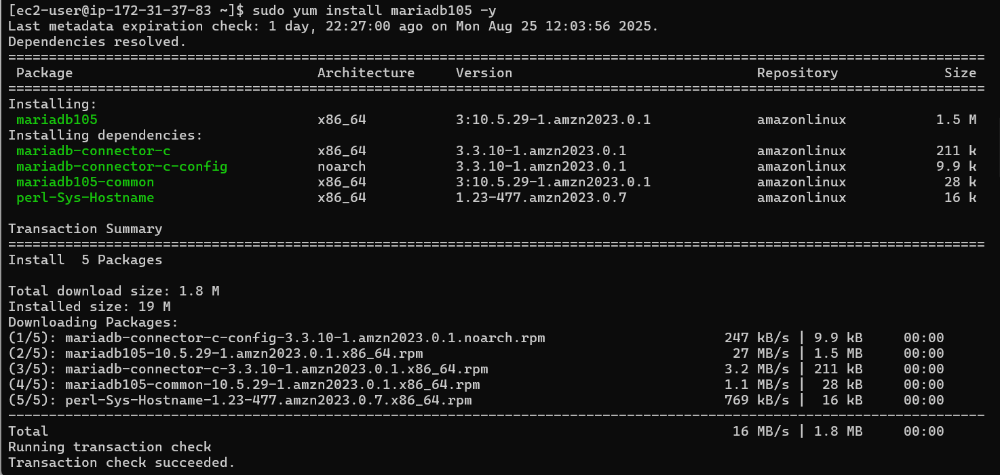 [ec2-user@ip-172-31-37-83 ~]$ sudo yum install mariadb105 -y
Last metadata expiration check: 1 day, 22:27:00 ago on Mon Aug 25 12:03:56 2025.
Dependencies resolved.
================================================================================
Package Architecture Version Repository Size
================================================================================
Installing:
mariadb105 x86_64 3:10.5.29-1.amzn2023.0.1 amazonlinux 1.5 M
Installing dependencies:
mariadb-connector-c x86_64 3.3.10-1.amzn2023.0.1 amazonlinux 211 k
mariadb-connector-c-config noarch 3.3.10-1.amzn2023.0.1 amazonlinux 9.9 k
mariadb105-common x86_64 3:10.5.29-1.amzn2023.0.1 amazonlinux 28 k
perl-Sys-Hostname x86_64 1.23-477.amzn2023.0.7 amazonlinux 16 k
Transaction Summary
================================================================================
Install 5 Packages
Total download size: 1.8 M
Installed size: 19 M
Downloading Packages:
(1/5): mariadb-connector-c-config-3.3.10-1.amzn2023.0.1.noarch.rpm 247 kB/s | 9.9 kB 00:00
(2/5): mariadb105-10.5.29-1.amzn2023.0.1.x86_64.rpm 27 MB/s | 1.5 MB 00:00
(3/5): mariadb-connector-c-3.3.10-1.amzn2023.0.1.x86_64.rpm 3.2 MB/s | 211 kB 00:00
(4/5): mariadb105-common-10.5.29-1.amzn2023.0.1.x86_64.rpm 1.1 MB/s | 28 kB 00:00
(5/5): perl-Sys-Hostname-1.23-477.amzn2023.0.7.x86_64.rpm 769 kB/s | 16 kB 00:00
--------------------------------------------------------------------------------
Total 16 MB/s | 1.8 MB 00:00
Running transaction check
Transaction check succeeded.